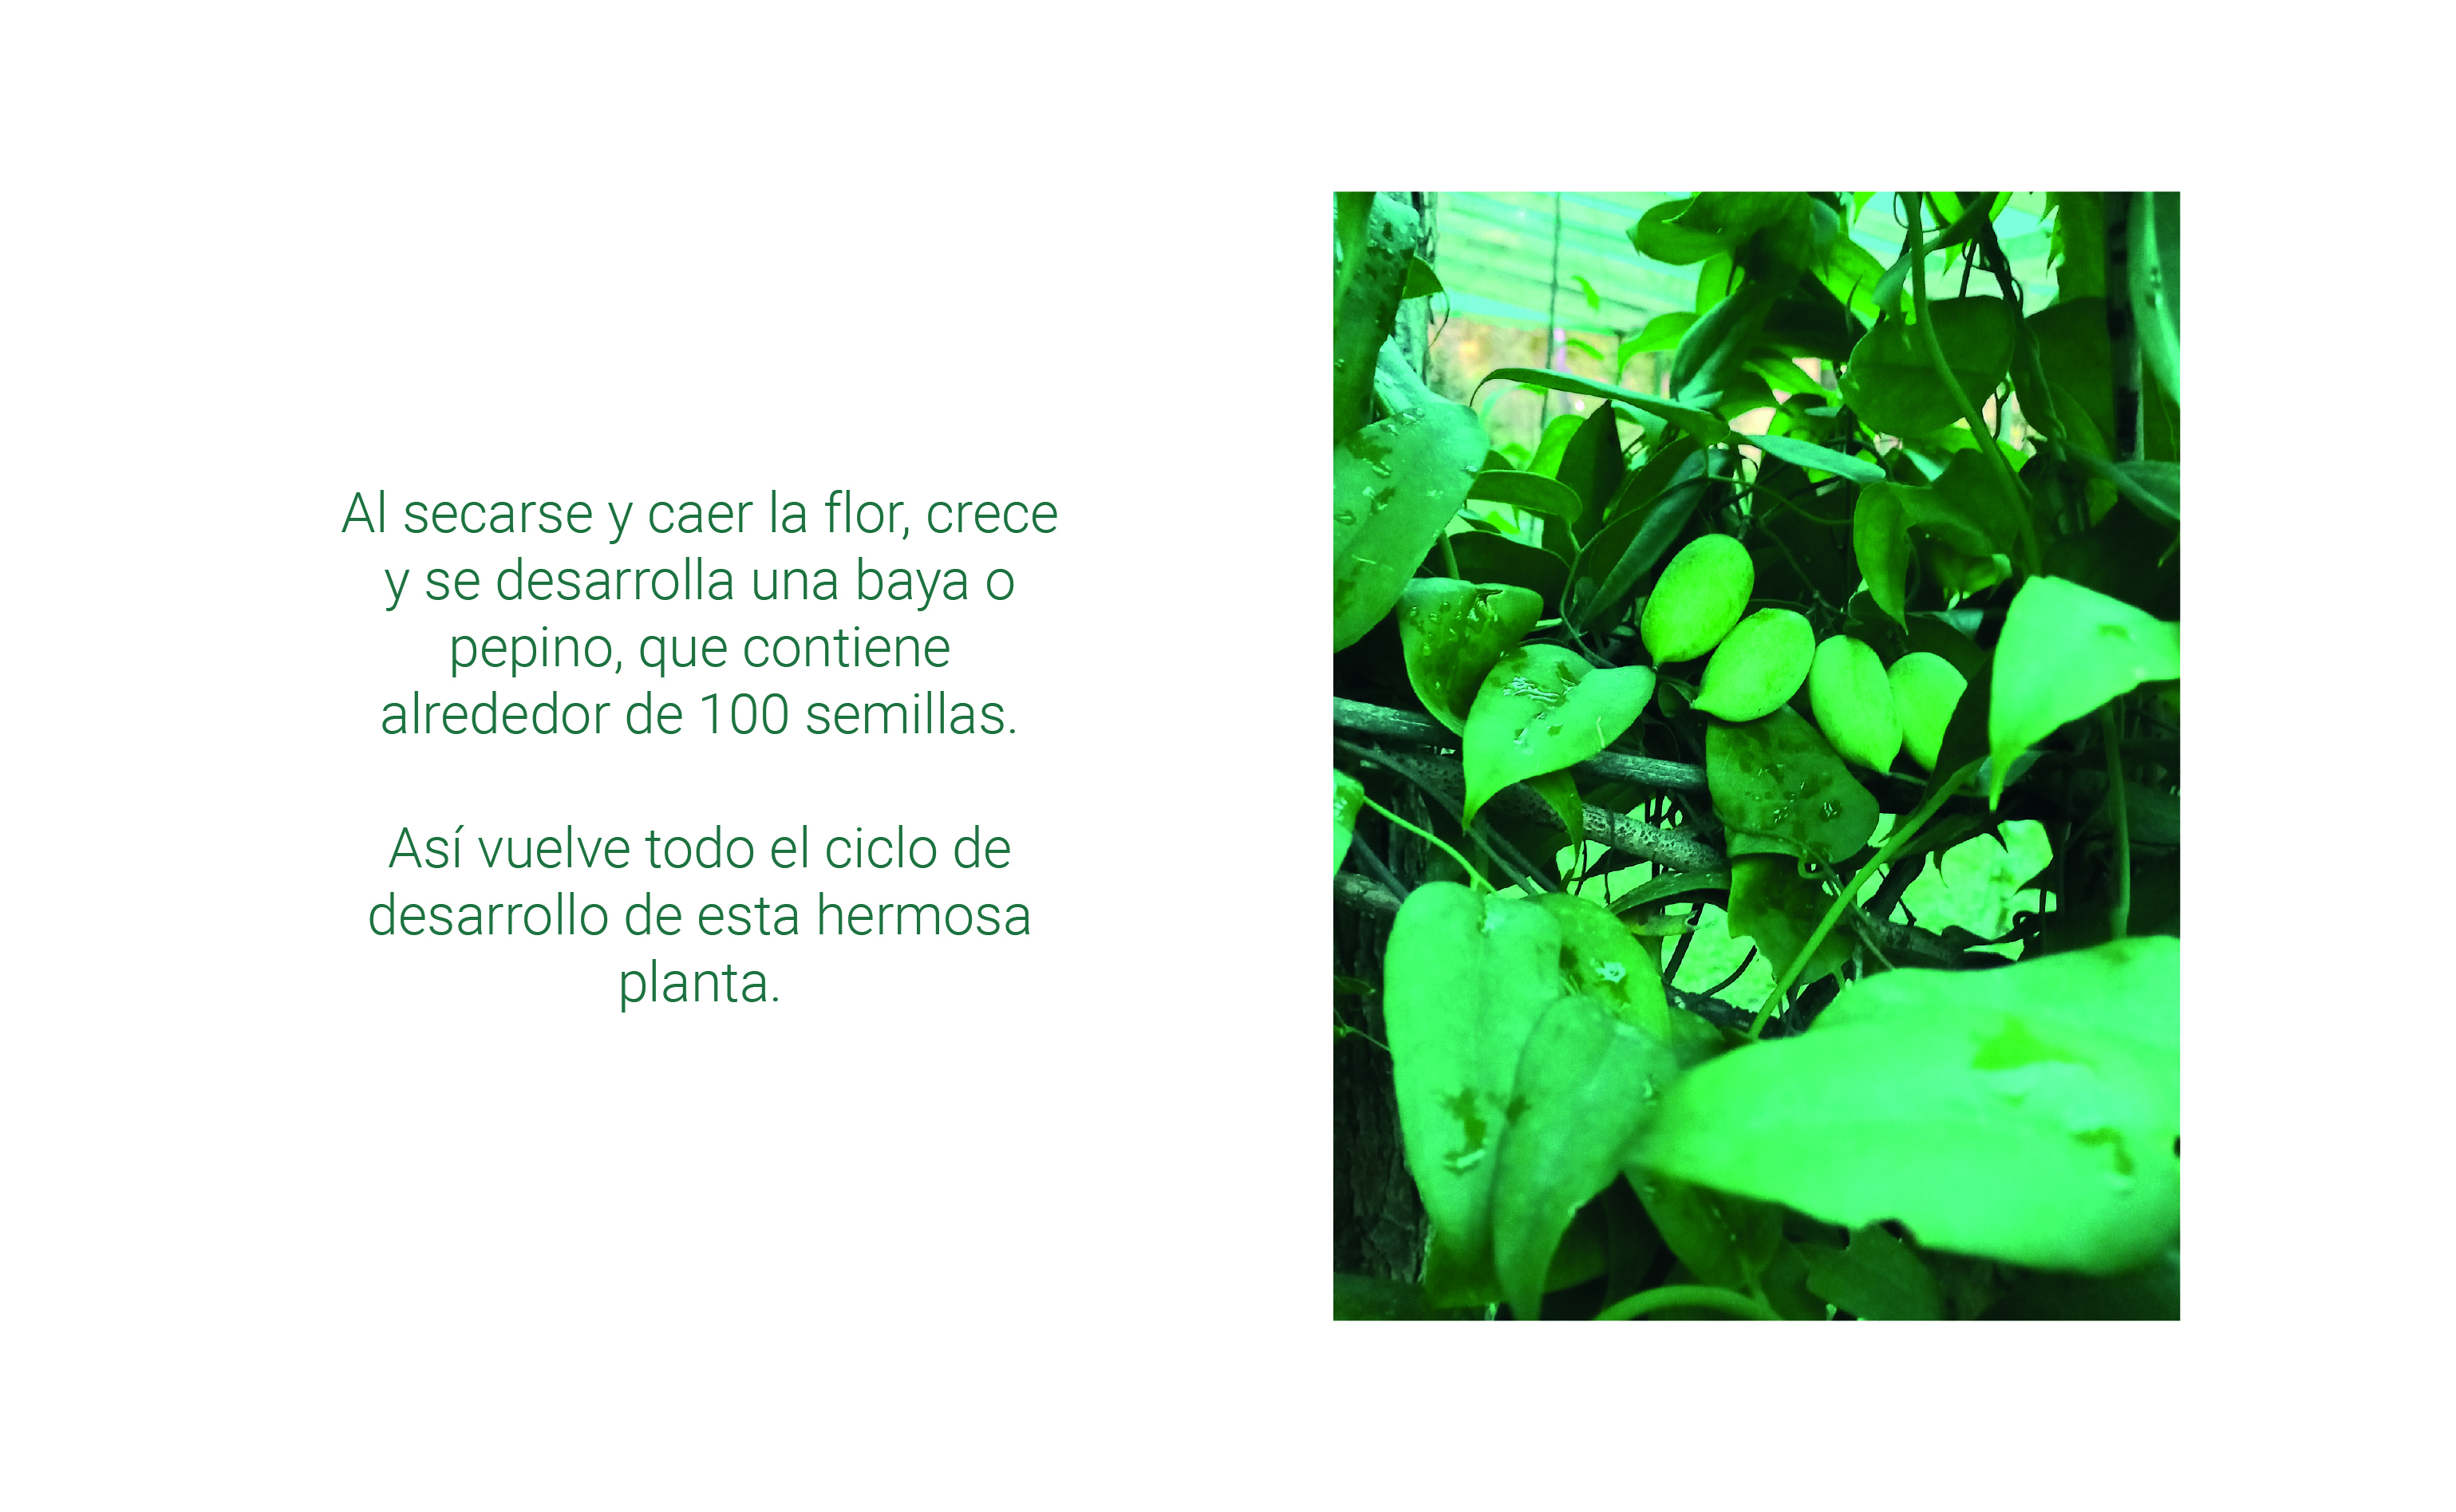 Al secarse y caer la flor, crece
y se desarrolla una baya o
pepino, que contiene
alrededor de 100 semillas.
Así vuelve todo el ciclo de
desarrollo de esta hermosa
planta.